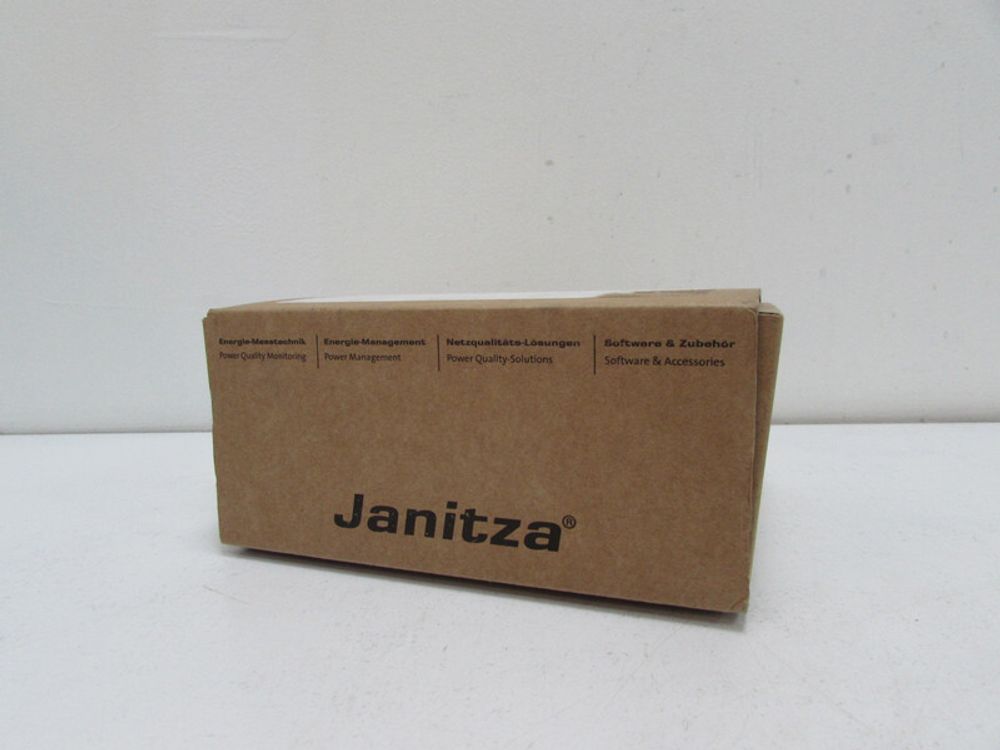 Energie-Messtechnik
Power Quality Monitoring
Energie-Management
Power Management
Netzqualitäts-Lösungen
Power Quality-Solutions
Software & Zubehör
Software & Accessories
Janitza®